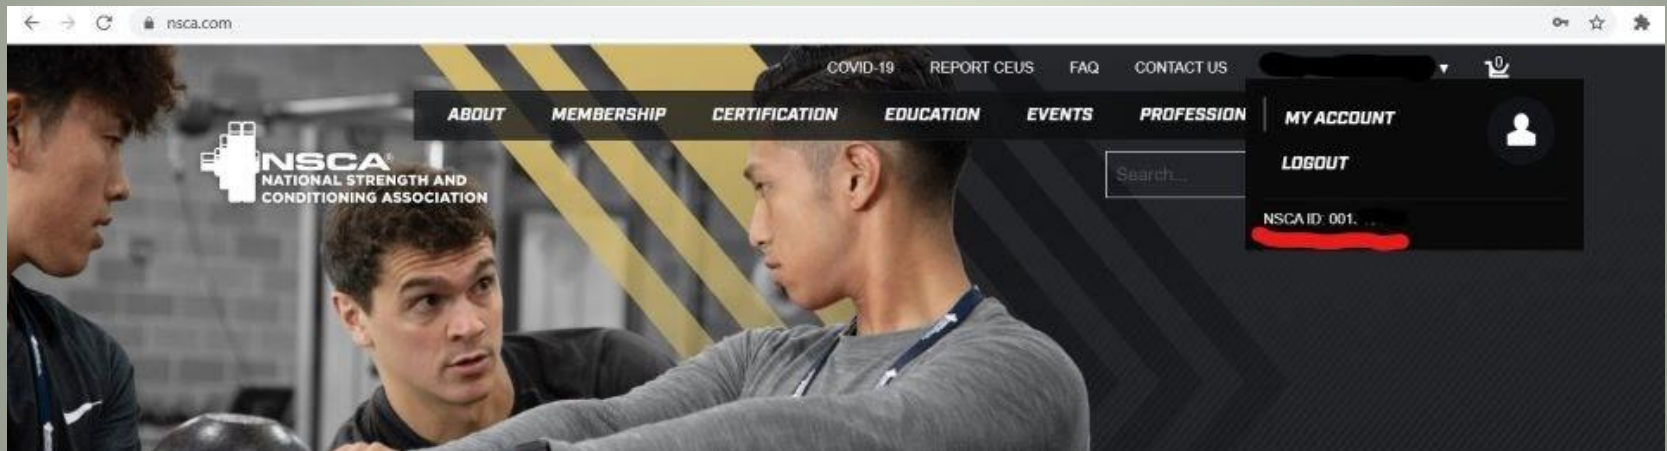 nsca.com
COVID-19 REPORT CEUS FAQ CONTACT US 0
ABOUT MEMBERSHIP CERTIFICATION EDUCATION EVENTS PROFESSION
MY ACCOUNT
LOGOUT
NSCA
NATIONAL STRENGTH AND
CONDITIONING ASSOCIATION
Search...
NSCA ID: 001